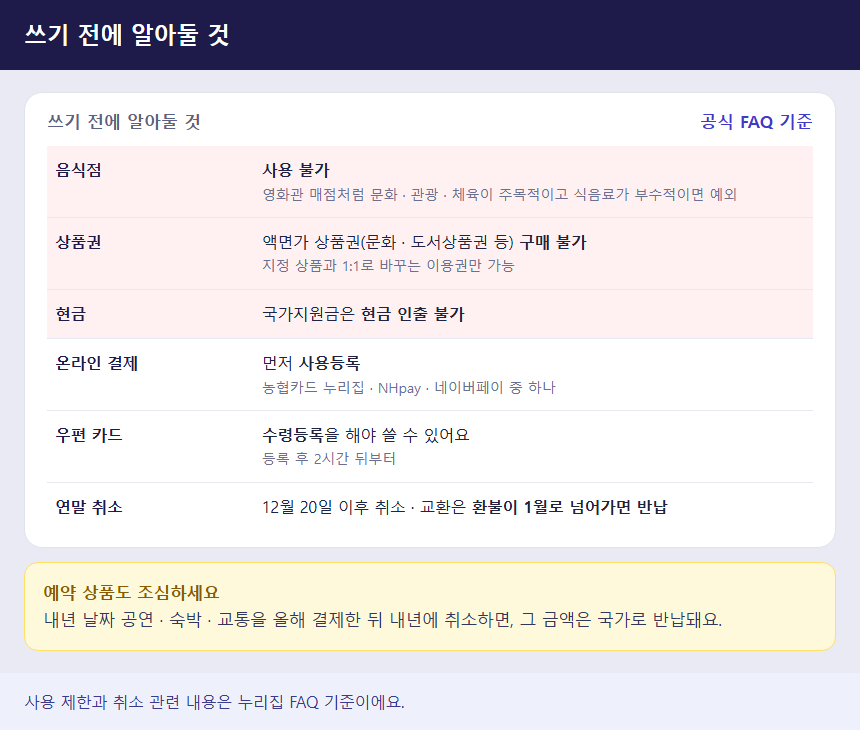 쓰기 전에 알아둘 것
쓰기 전에 알아둘 것
공식 FAQ 기준
음식점
사용 불가
영화관 매점처럼 문화 · 관광 · 체육이 주목적이고 식음료가 부수적이면 예외
상품권
액면가 상품권(문화 · 도서상품권 등) 구매 불가
지정 상품과 1:1로 바꾸는 이용권만 가능
현금
국가지원금은 현금 인출 불가
온라인 결제
먼저 사용등록
농협카드 누리집 · NHpay · 네이버페이 중 하나
우편 카드
수령등록을 해야 쓸 수 있어요
등록 후 2시간 뒤부터
연말 취소
12월 20일 이후 취소 · 교환은 환불이 1월로 넘어가면 반납
예약 상품도 조심하세요
내년 날짜 공연 · 숙박 · 교통을 올해 결제한 뒤 내년에 취소하면, 그 금액은 국가로 반납돼요.
사용 제한과 취소 관련 내용은 누리집 FAQ 기준이에요.